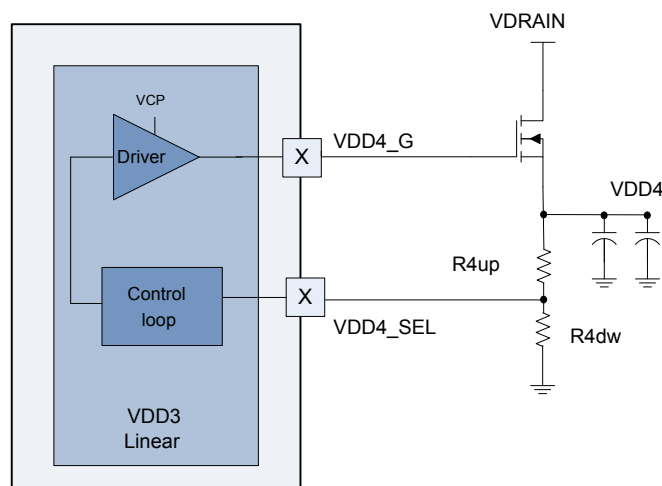 VDRAIN
VCP
Driver
X
VDD4_G
VDD4
R4up
Control
loop
X
VDD4_SEL
R4dw
VDD3
Linear